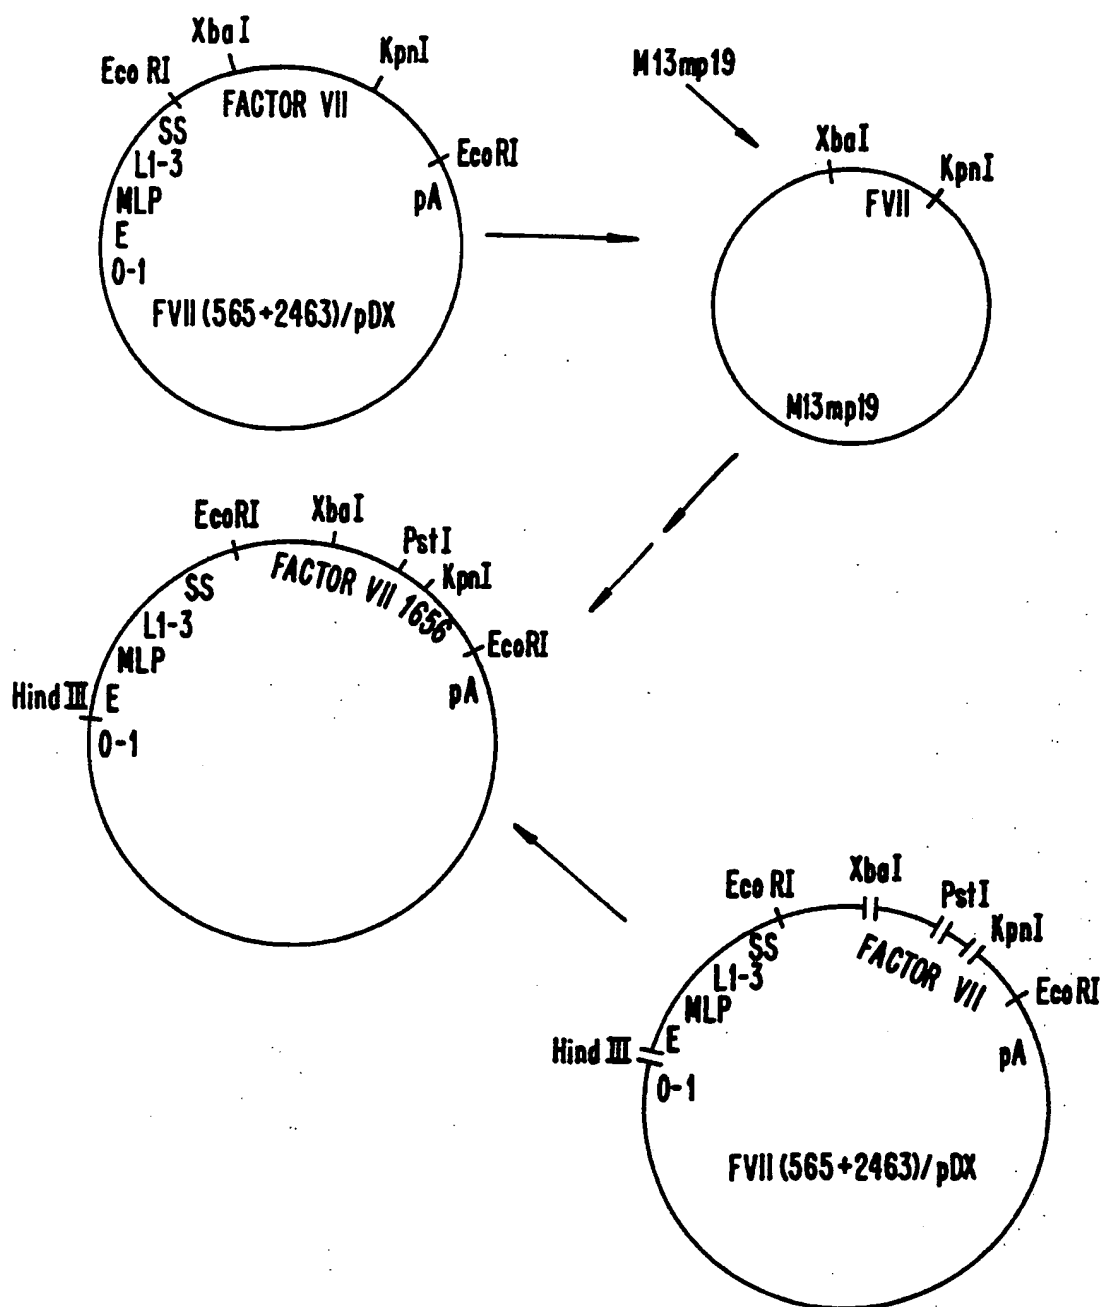 XbaI
KpnI
Eco RI
FACTOR VII
SS
EcoRI
L1-3
pA
MLP
E
O-1
FVII (565+2463)/pDX
M13mp19
XbaI
KpnI
FVII
M13mp19
EcoRI
XbaI
PstI
KpnI
FACTOR VII 1656
SS
L1-3
EcoRI
MLP
pA
Hind III
E
O-1
XbaI
Eco RI
PstI
KpnI
SS
FACTOR VII
L1-3
EcoRI
MLP
E
pA
Hind III
O-1
FVII (565+2463)/pDX